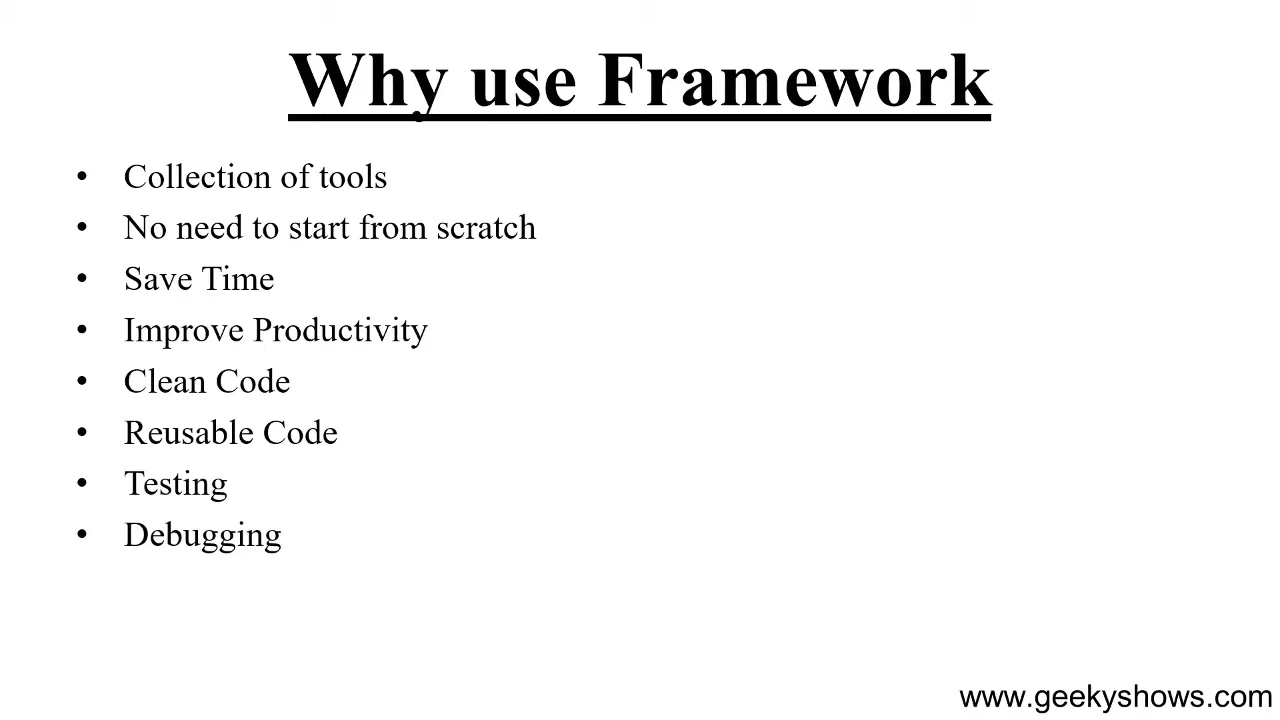 Why use Framework
• Collection of tools
• No need to start from scratch
• Save Time
• Improve Productivity
• Clean Code
• Reusable Code
• Testing
• Debugging
www.geekyshows.com